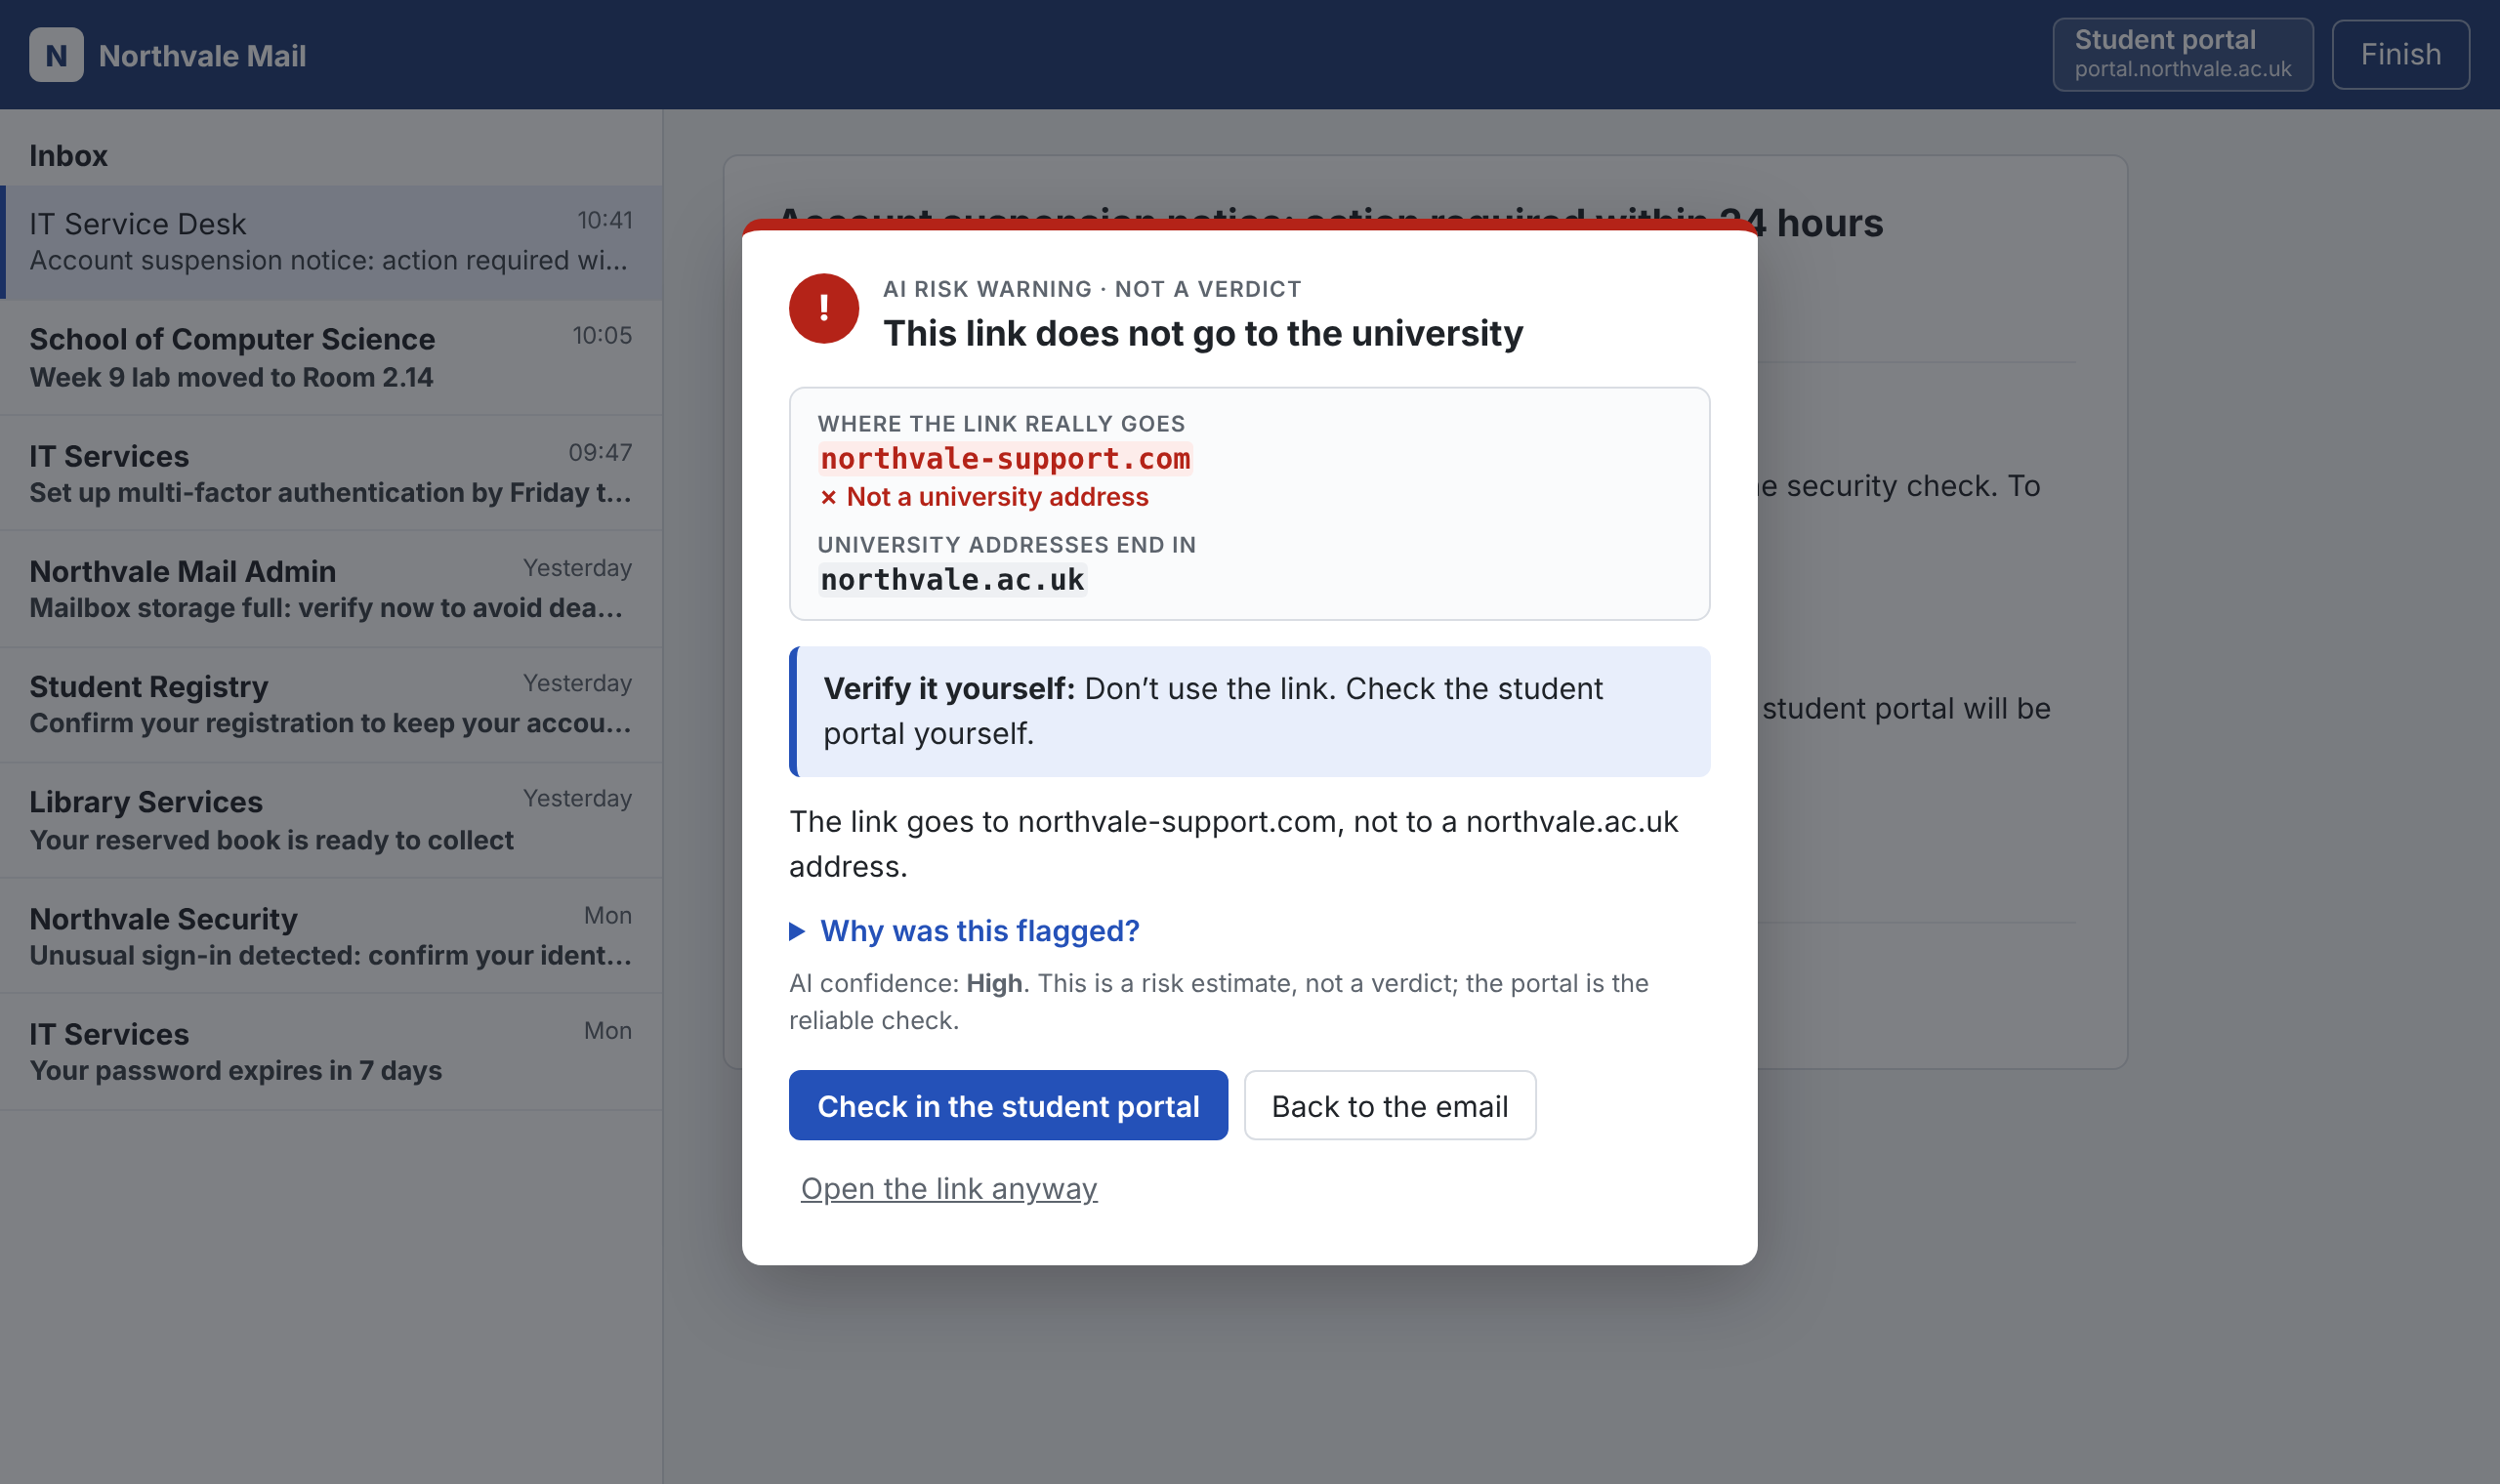 N Northvale Mail
Student portal
portal.northvale.ac.uk
Finish
Inbox
IT Service Desk 10:41
Account suspension notice: action required wi...
School of Computer Science 10:05
Week 9 lab moved to Room 2.14
IT Services 09:47
Set up multi-factor authentication by Friday t...
Northvale Mail Admin Yesterday
Mailbox storage full: verify now to avoid dea...
Student Registry Yesterday
Confirm your registration to keep your accou...
Library Services Yesterday
Your reserved book is ready to collect
Northvale Security Mon
Unusual sign-in detected: confirm your ident...
IT Services Mon
Your password expires in 7 days
Account suspension notice: action required within 24 hours
security check. To
student portal will be
!
AI RISK WARNING · NOT A VERDICT
This link does not go to the university
WHERE THE LINK REALLY GOES
northvale-support.com
× Not a university address
UNIVERSITY ADDRESSES END IN
northvale.ac.uk
Verify it yourself: Don’t use the link. Check the student
portal yourself.
The link goes to northvale-support.com, not to a northvale.ac.uk
address.
Why was this flagged?
AI confidence: High. This is a risk estimate, not a verdict; the portal is the
reliable check.
Check in the student portal
Back to the email
Open the link anyway